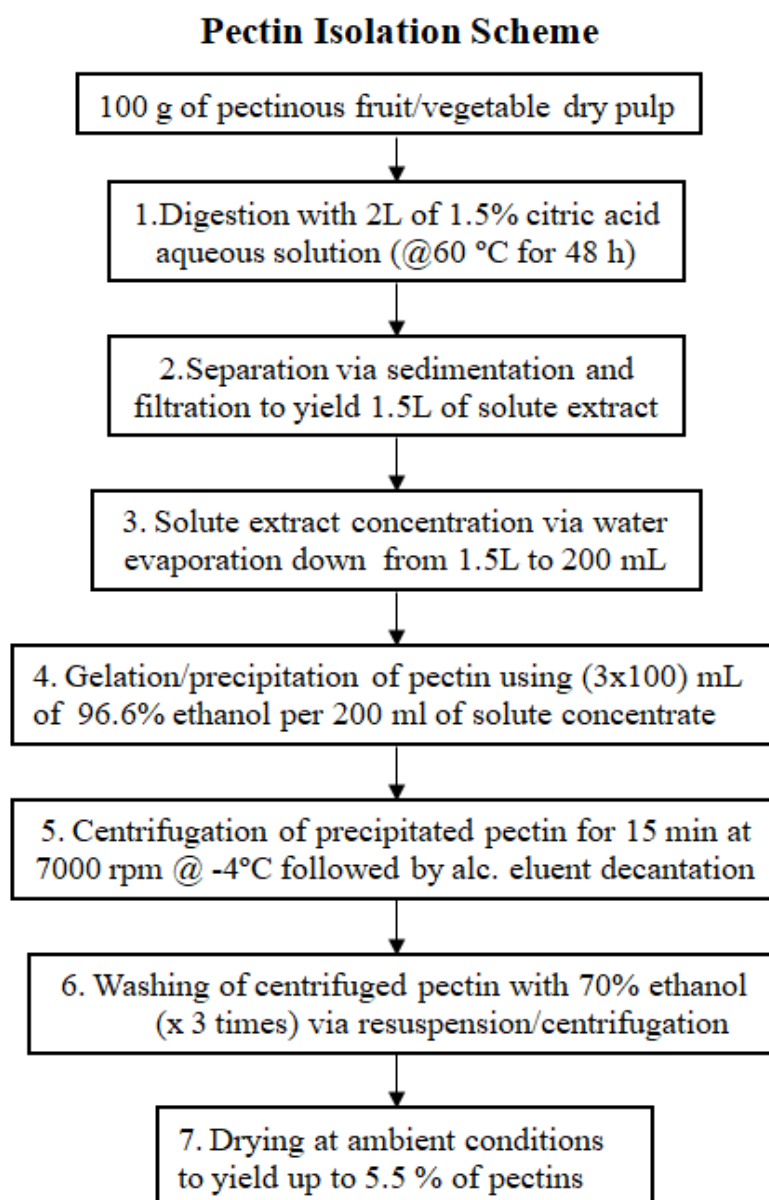 Pectin Isolation Scheme
100 g of pectinous fruit/vegetable dry pulp
1.Digestion with 2L of 1.5% citric acid
aqueous solution (@60 ºC for 48 h)
2.Separation via sedimentation and
filtration to yield 1.5L of solute extract
3. Solute extract concentration via water
evaporation down from 1.5L to 200 mL
4. Gelation/precipitation of pectin using (3x100) mL
of 96.6% ethanol per 200 ml of solute concentrate
5. Centrifugation of precipitated pectin for 15 min at
7000 rpm @ -4ºC followed by alc. eluent decantation
6. Washing of centrifuged pectin with 70% ethanol
(x 3 times) via resuspension/centrifugation
7. Drying at ambient conditions
to yield up to 5.5 % of pectins